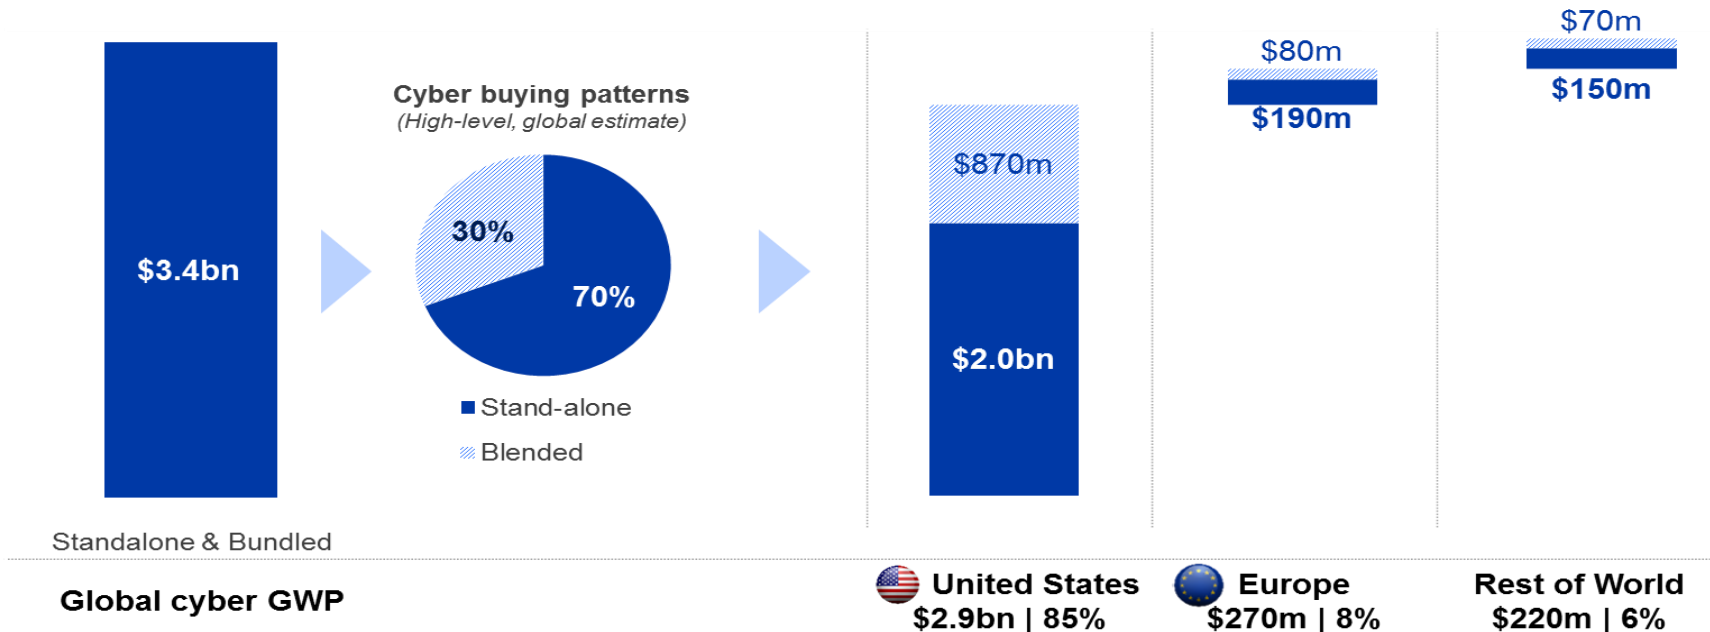 $3.4bn
Standalone & Bundled
Global cyber GWP
Cyber buying patterns
(High-level, global estimate)
30%
70%
Stand-alone
Blended
$870m
$2.0bn
United States
$2.9bn | 85%
$80m
$190m
Europe
$270m | 8%
$70m
$150m
Rest of World
$220m | 6%